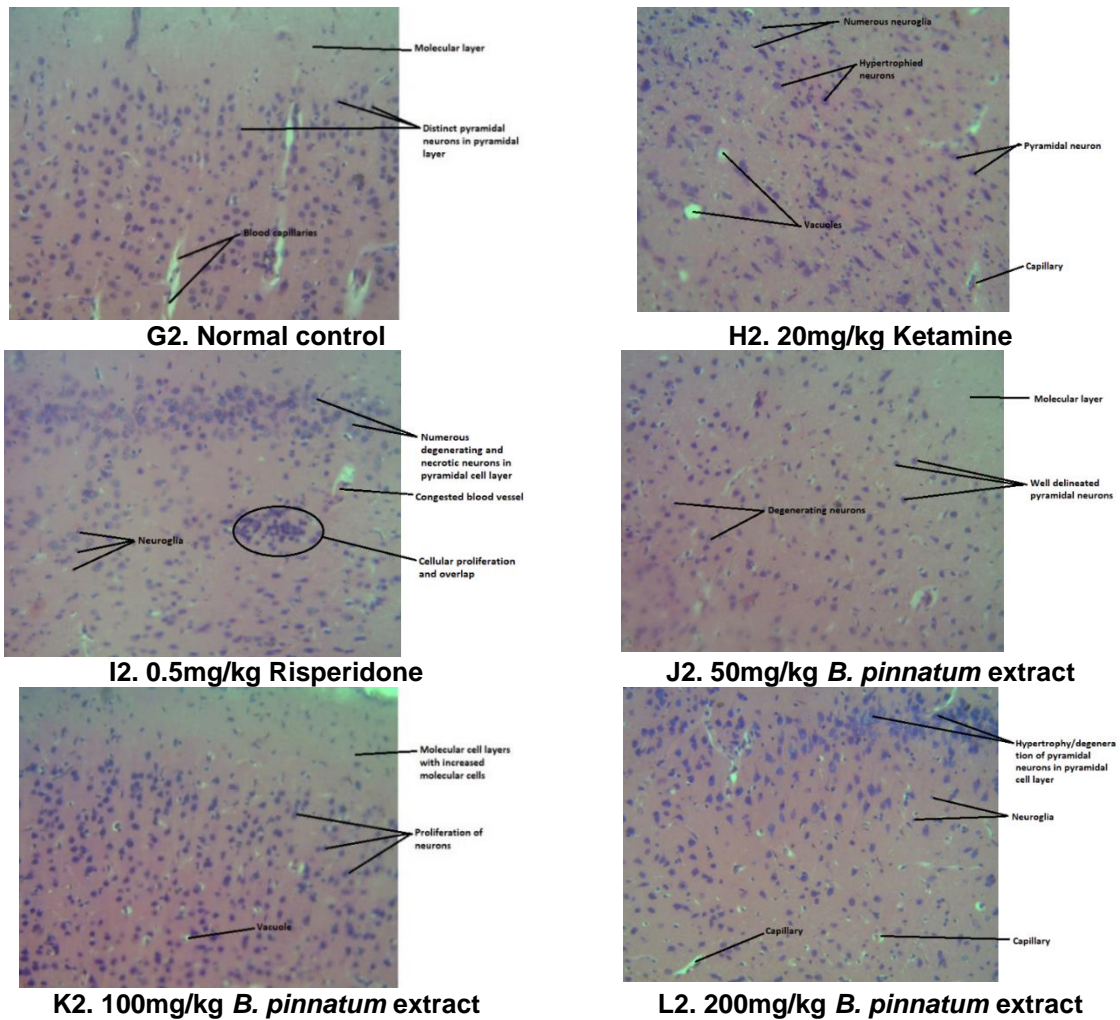 Molecular layer
Distinct pyramidal
neurons in pyramidal
layer
Blood capillaries
G2. Normal control
Numerous neuroglia
Hypertrophied
neurons
Pyramidal neuron
Vacuoles
Capillary
H2. 20mg/kg Ketamine
Numerous
degenerating and
necrotic neurons in
pyramidal cell layer
Congested blood vessel
Neuroglia
Cellular proliferation
and overlap
I2. 0.5mg/kg Risperidone
Molecular layer
Well delineated
pyramidal neurons
Degenerating neurons
J2. 50mg/kg B. pinnatum extract
Molecular cell layers
with increased
molecular cells
Proliferation of
neurons
Vacuole
K2. 100mg/kg B. pinnatum extract
Hypertrophy/degenera
tion of pyramidal
neurons in pyramidal
cell layer
Neuroglia
Capillary
Capillary
L2. 200mg/kg B. pinnatum extract